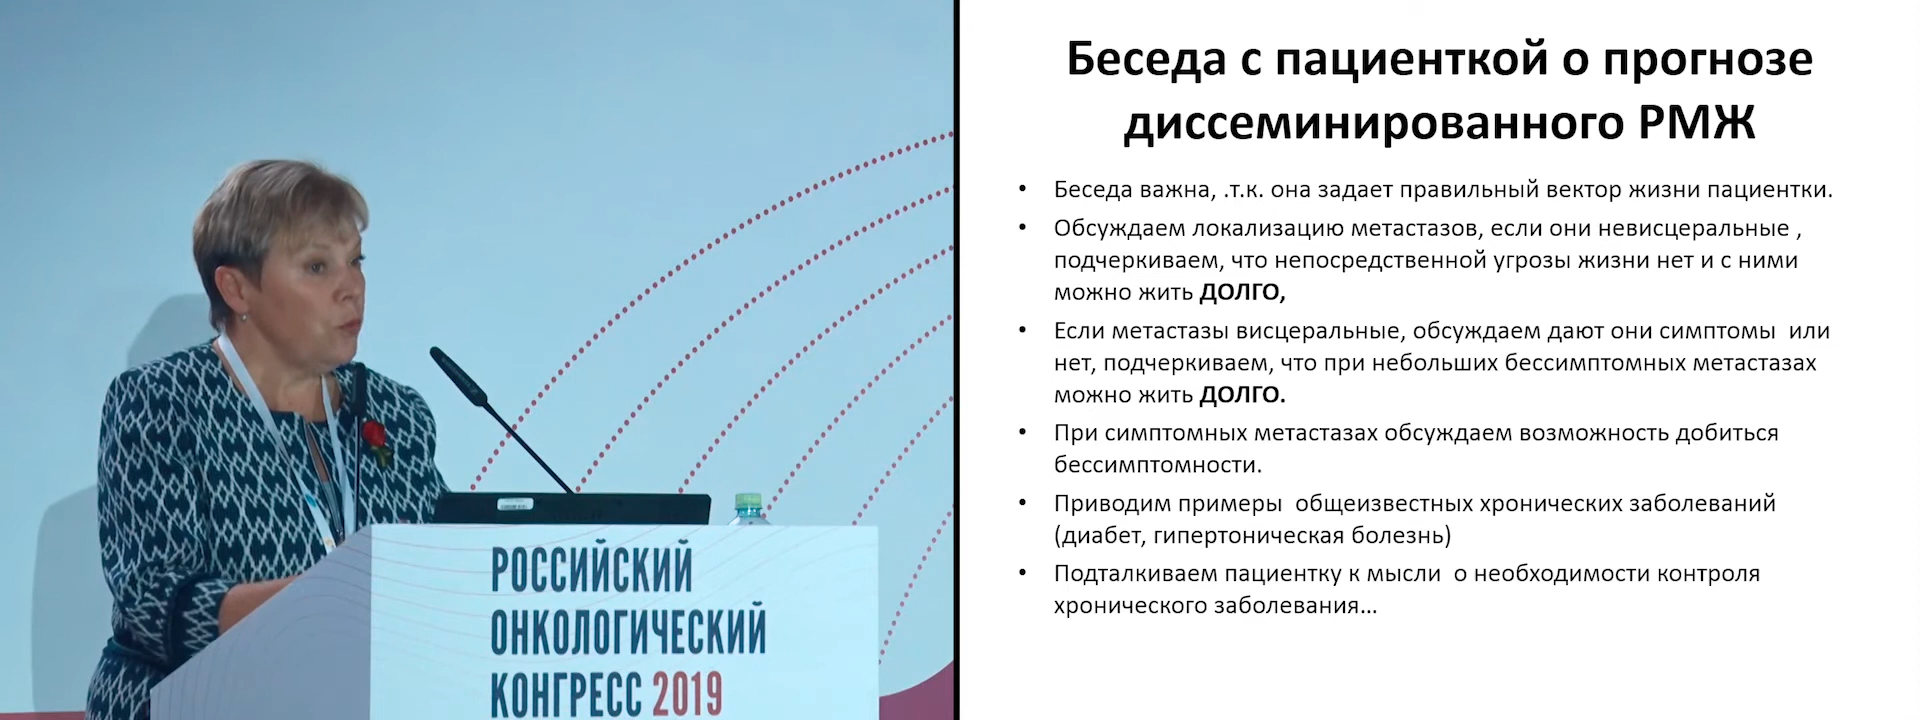 РОССИЙСКИЙ
ОНКОЛОГИЧЕСКИЙ
КОНГРЕСС 2019
Беседа с пациенткой о прогнозе
диссеминированного РМЖ
• Беседа важна, .т.к. она задает правильный вектор жизни пациентки.
• Обсуждаем локализацию метастазов, если они невисцеральные ,
подчеркиваем, что непосредственной угрозы жизни нет и с ними
можно жить ДОЛГО,
• Если метастазы висцеральные, обсуждаем дают они симптомы или
нет, подчеркиваем, что при небольших бессимптомных метастазах
можно жить ДОЛГО.
• При симптомных метастазах обсуждаем возможность добиться
бессимптомности.
• Приводим примеры общеизвестных хронических заболеваний
(диабет, гипертоническая болезнь)
• Подталкиваем пациентку к мысли о необходимости контроля
хронического заболевания...